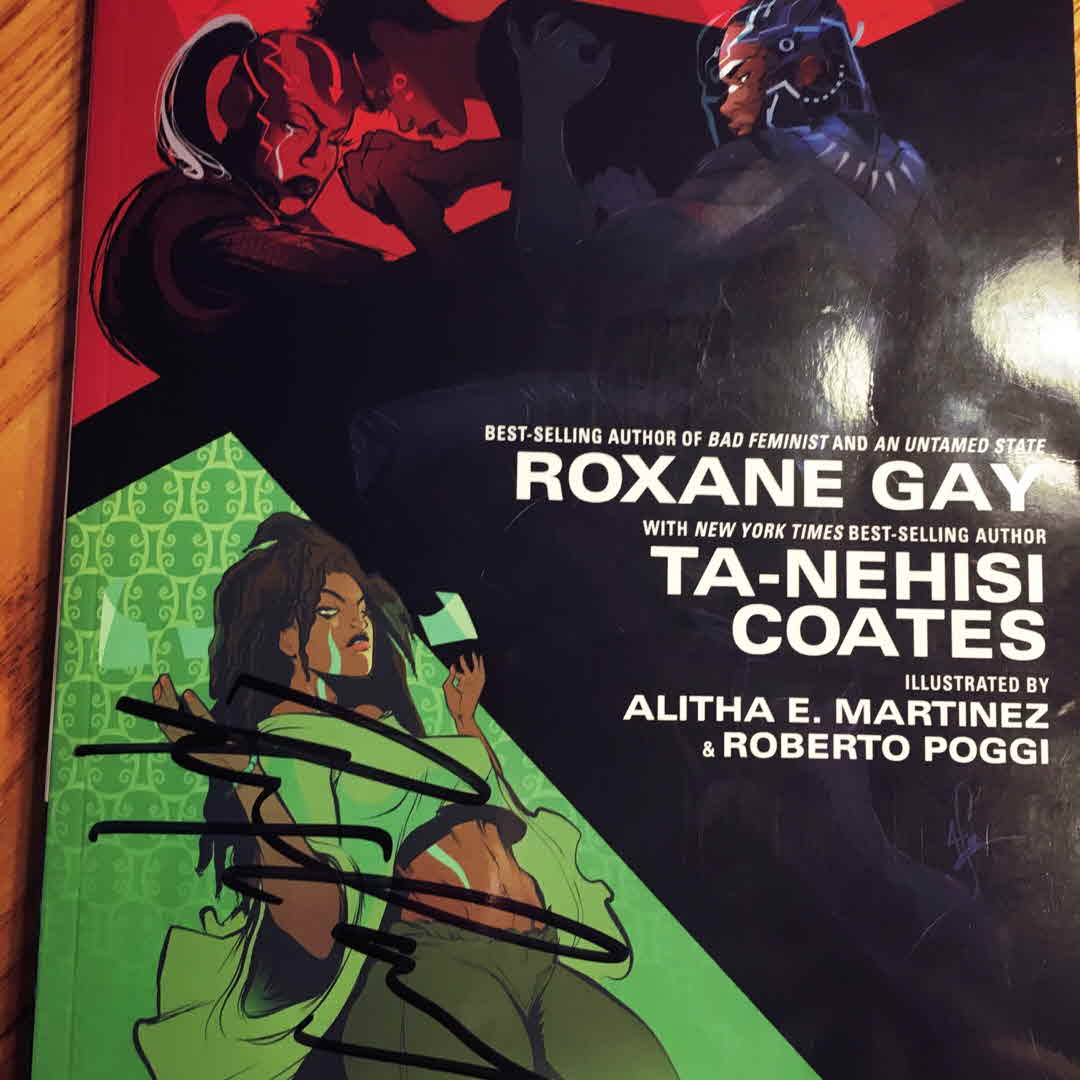 BEST-SELLING AUTHOR OF BAD FEMINIST AND AN UNTAMED STATE
ROXANE GAY
WITH NEW YORK TIMES BEST-SELLING AUTHOR
TA-NEHISI
COATES
ILLUSTRATED BY
ALITHA E. MARTINEZ
& ROBERTO POGGI